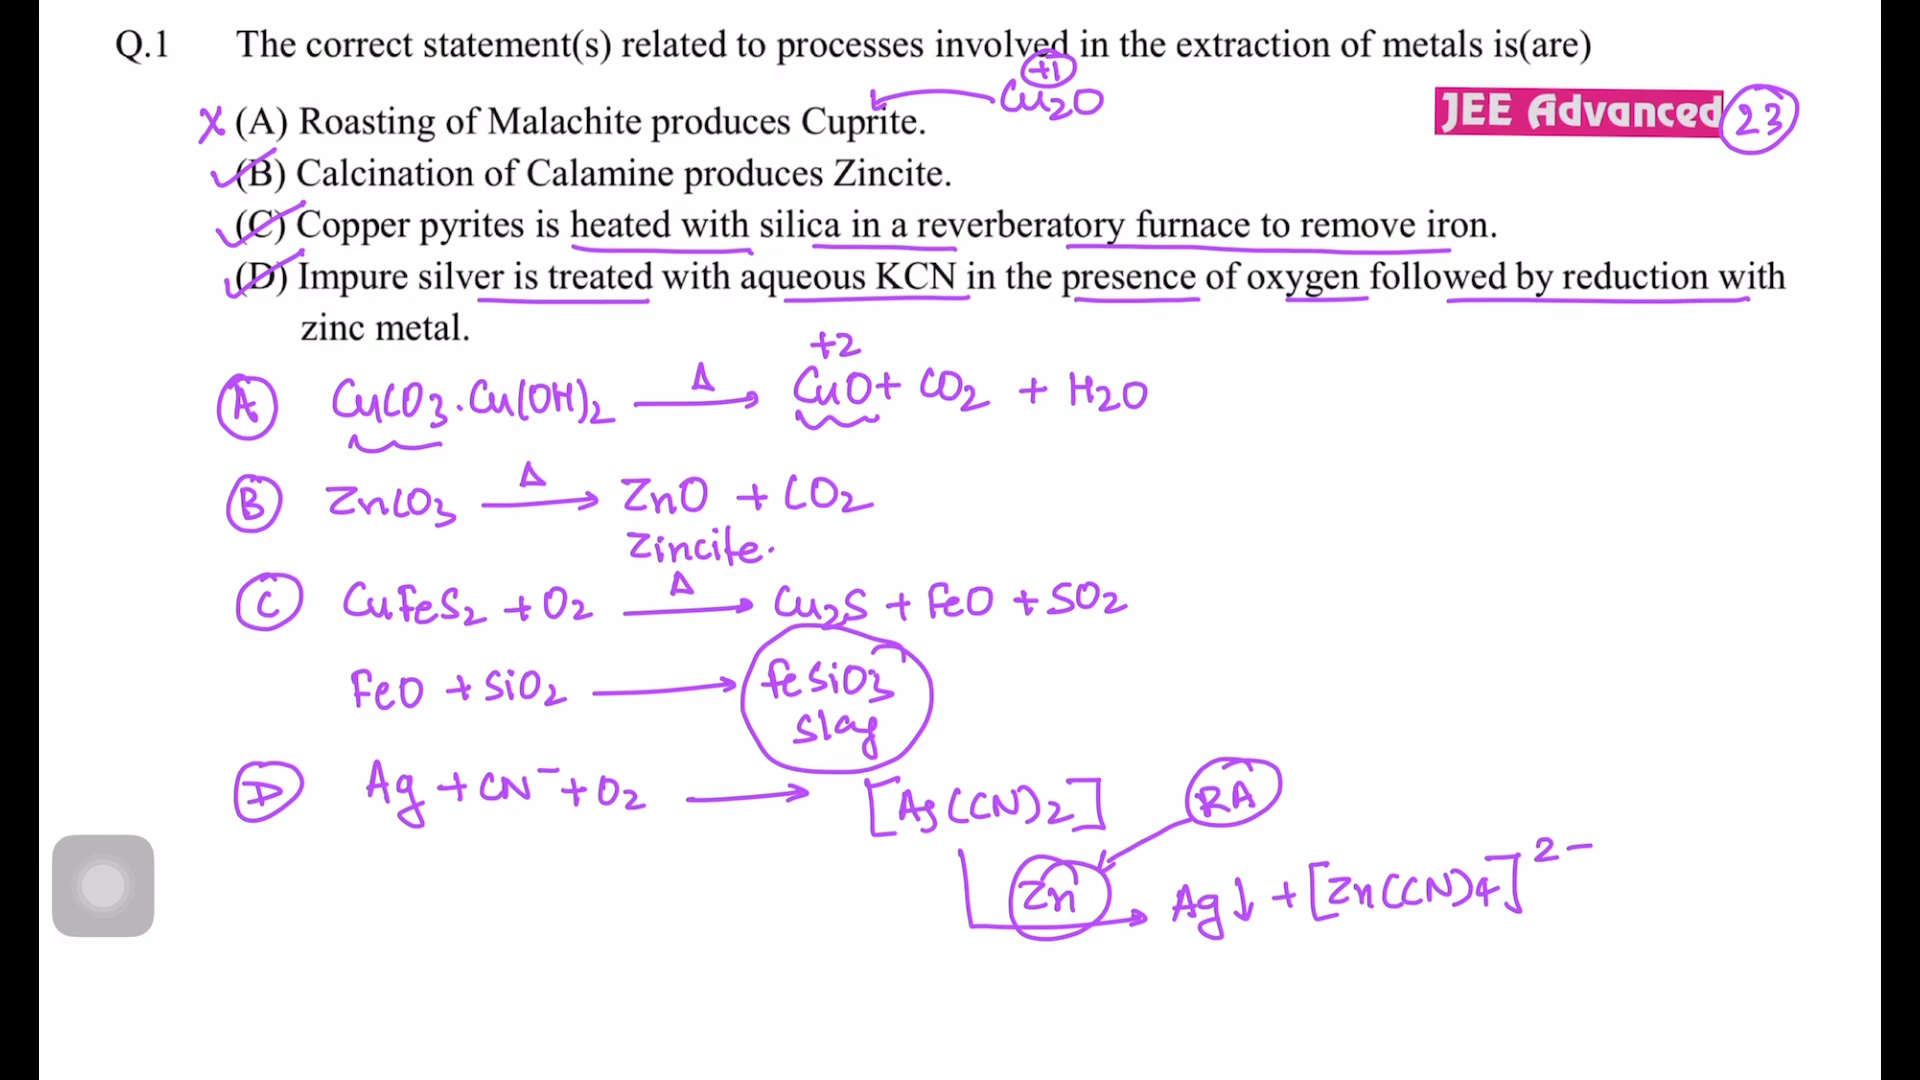 Q.1 The correct statement(s) related to processes involved in the extraction of metals is(are)
+1
Cu2O
X (A) Roasting of Malachite produces Cuprite.
JEE Advanced 23
(B) Calcination of Calamine produces Zincite.
(C) Copper pyrites is heated with silica in a reverberatory furnace to remove iron.
(D) Impure silver is treated with aqueous KCN in the presence of oxygen followed by reduction with
zinc metal.
+2
A CuCO3.Cu(OH)2 Δ→ CuO + CO2 + H2O
B ZnCO3 Δ→ ZnO + CO2
Zincite.
C CuFeS2 + O2 Δ→ Cu2S + FeO + SO2
FeO + SiO2 → FeSiO3
slag
D Ag + CN⁻ + O2 → [Ag(CN)2]
RA
Zn → Ag↓ + [Zn(CN)4]2-